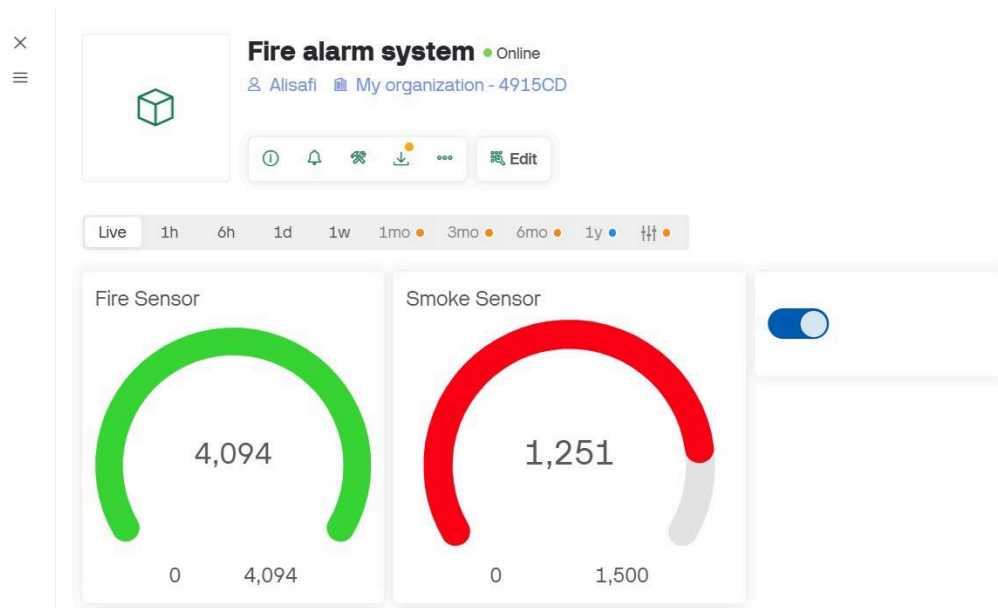 Fire alarm system Online
Alisafi My organization - 4915CD
Edit
Live 1h 6h 1d 1w 1mo 3mo 6mo 1y
Fire Sensor
4,094
0 4,094
Smoke Sensor
1,251
0 1,500